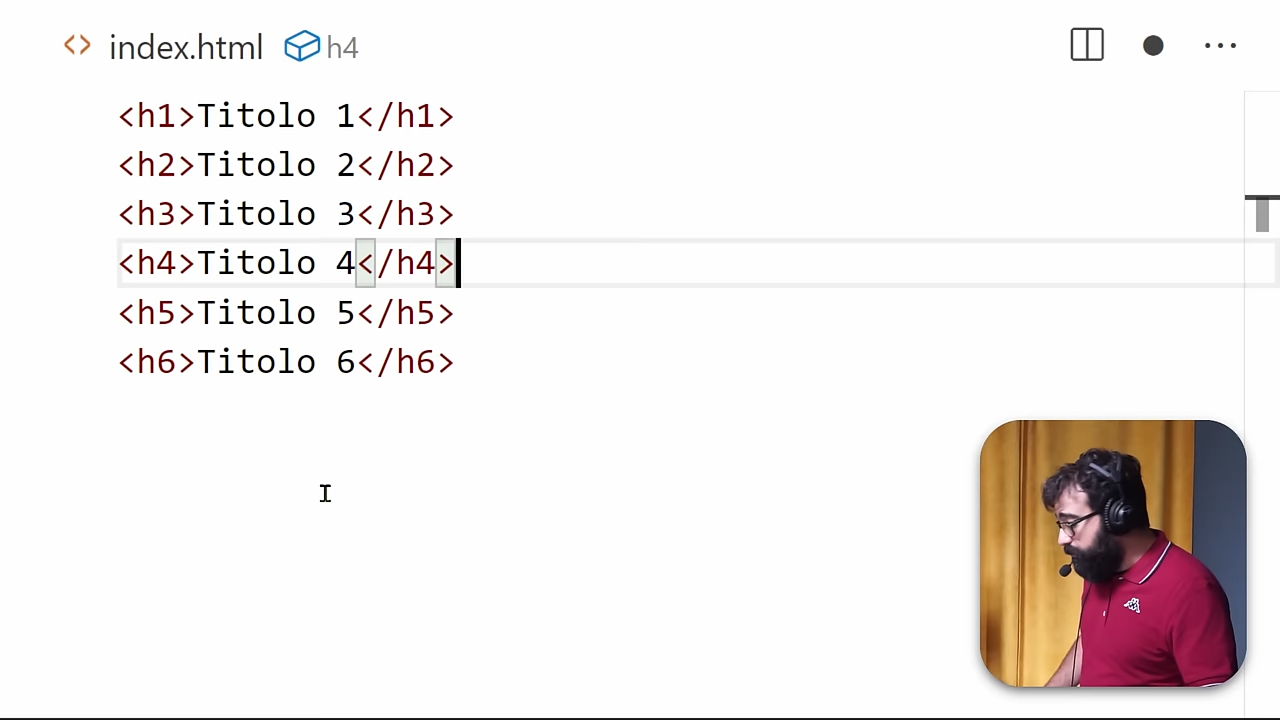 index.html h4
<h1>Titolo 1</h1>
<h2>Titolo 2</h2>
<h3>Titolo 3</h3>
<h4>Titolo 4</h4>
<h5>Titolo 5</h5>
<h6>Titolo 6</h6>